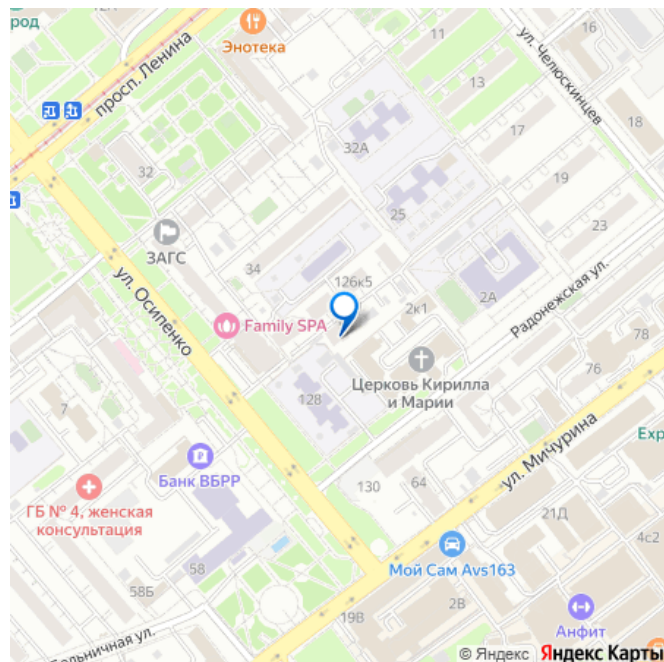 12А
род
Энотека
просп. Ленина
11
ул. Челюскинцев
13
32
32А
17
18
19
25
23
ЗАГС
34
126к5
2к1
2А
Радонежская ул.
ул. Осипенко
Family SPA
78
76
Церковь Кирилла
и Марии
7
128
ул. Мичурина
Exp
Банк ВБРР
ГБ № 4, женская
консультация
130
64
21Д
4с2
58
Мой Сам Avs163
58Б
19В
2В
Анфит
Больничная ул.
© Яндекс Яндекс Карты